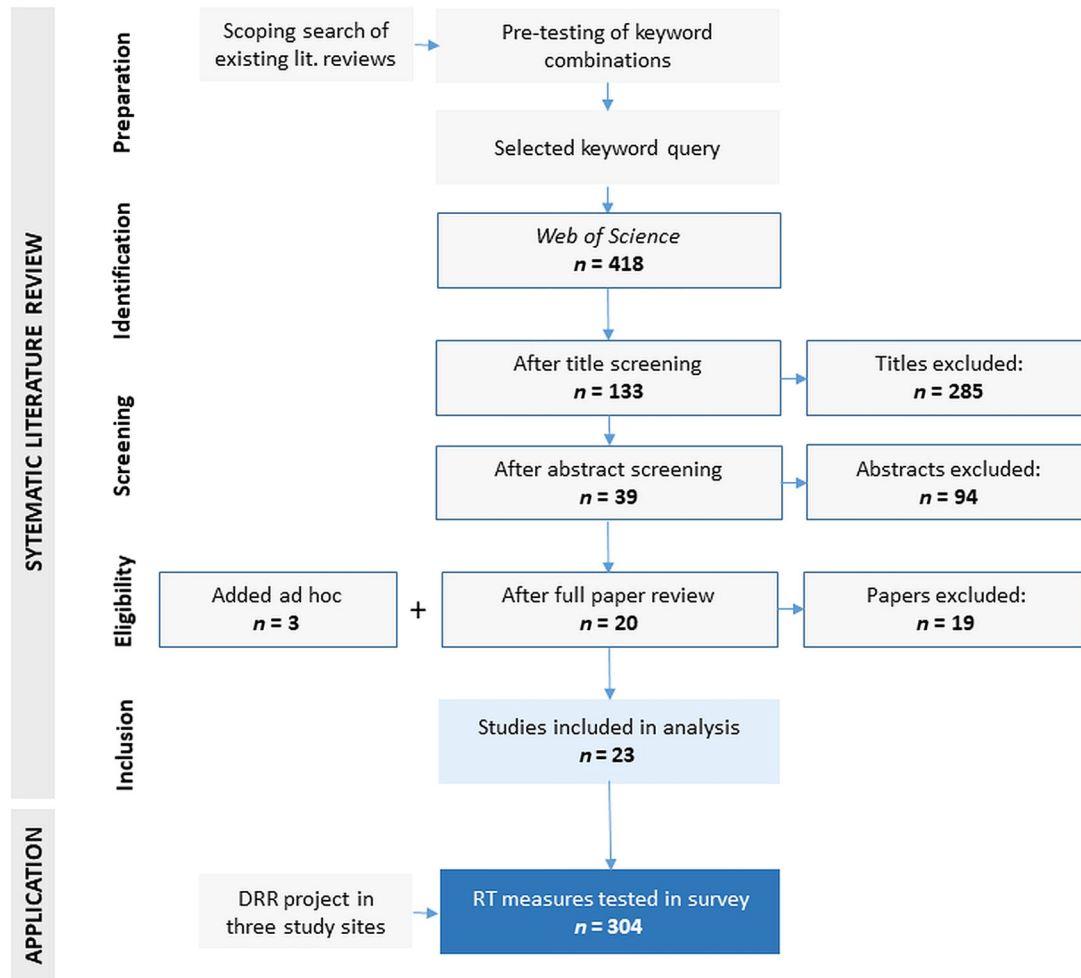 SYTEMATIC LITERATURE REVIEW
Preparation
Scoping search of
existing lit. reviews
Pre-testing of keyword
combinations
Selected keyword query
Identification
Web of Science
n = 418
Screening
After title screening
n = 133
Titles excluded:
n = 285
After abstract screening
n = 39
Abstracts excluded:
n = 94
Eligibility
Added ad hoc
n = 3
+
After full paper review
n = 20
Papers excluded:
n = 19
Inclusion
Studies included in analysis
n = 23
APPLICATION
DRR project in
three study sites
RT measures tested in survey
n = 304